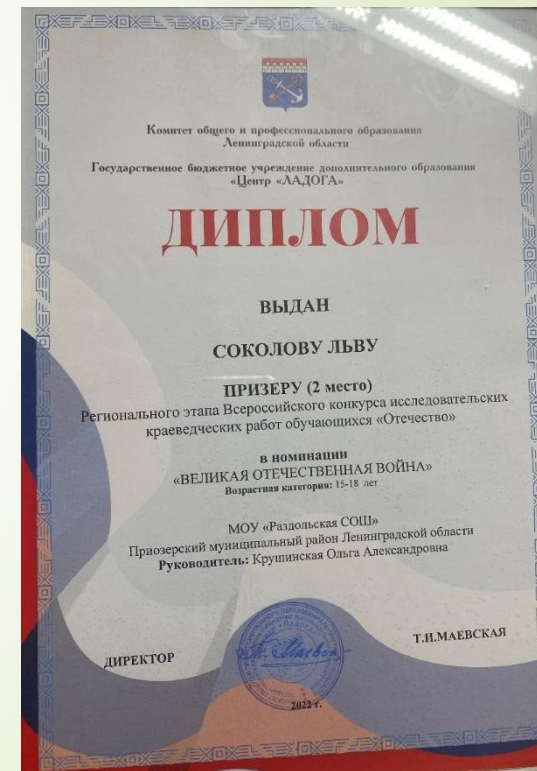 Комитет общего и профессионального образования
Ленинградской области
Государственное бюджетное учреждение дополнительного образования
«Центр «ЛАДОГА»
ДИПЛОМ
ВЫДАН
СОКОЛОВУ ЛЬВУ
ПРИЗЕРУ (2 место)
Регионального этапа Всероссийского конкурса исследовательских
краеведческих работ обучающихся «Отечество»
в номинации
«ВЕЛИКАЯ ОТЕЧЕСТВЕННАЯ ВОЙНА»
Возрастная категория: 15-18 лет
МОУ «Раздольская СОШ»
Приозерский муниципальный район Ленинградской области
Руководитель: Крушинская Ольга Александровна
ДИРЕКТОР
Т.И.МАЕВСКАЯ
2022 г.